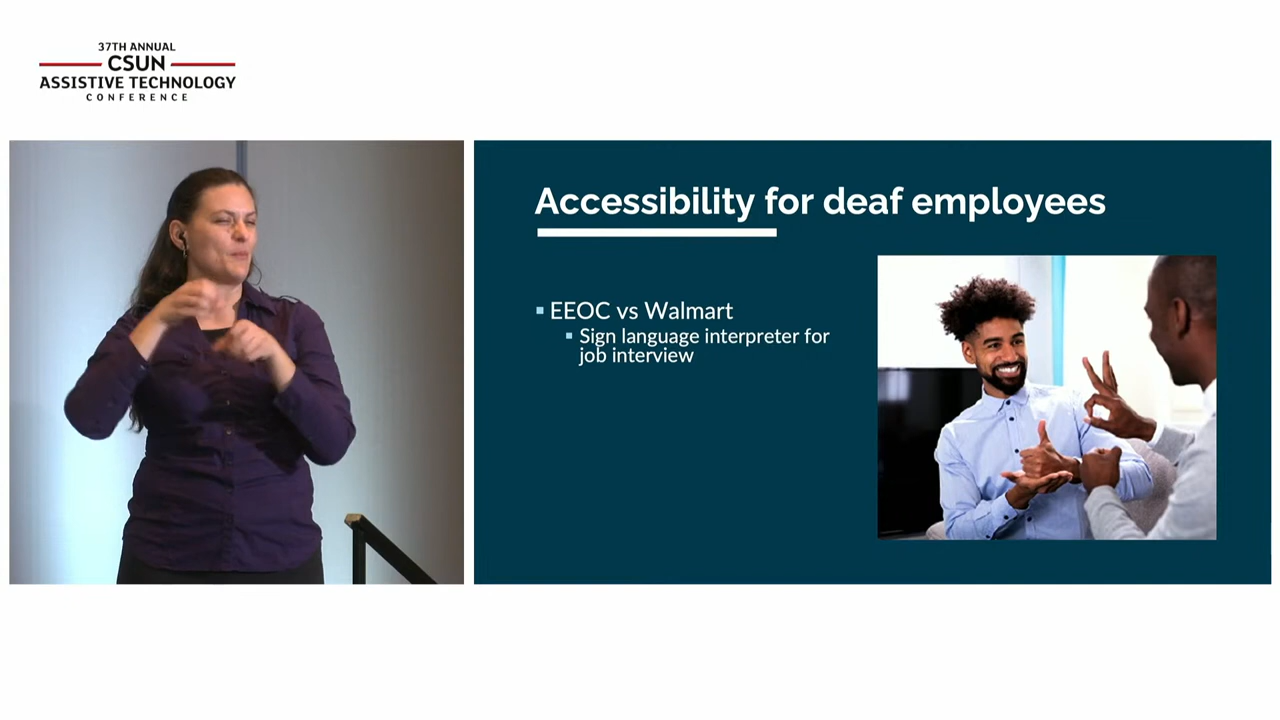 37TH ANNUAL
CSUN
ASSISTIVE TECHNOLOGY
CONFERENCE
Accessibility for deaf employees
EEOC vs Walmart
Sign language interpreter for
job interview